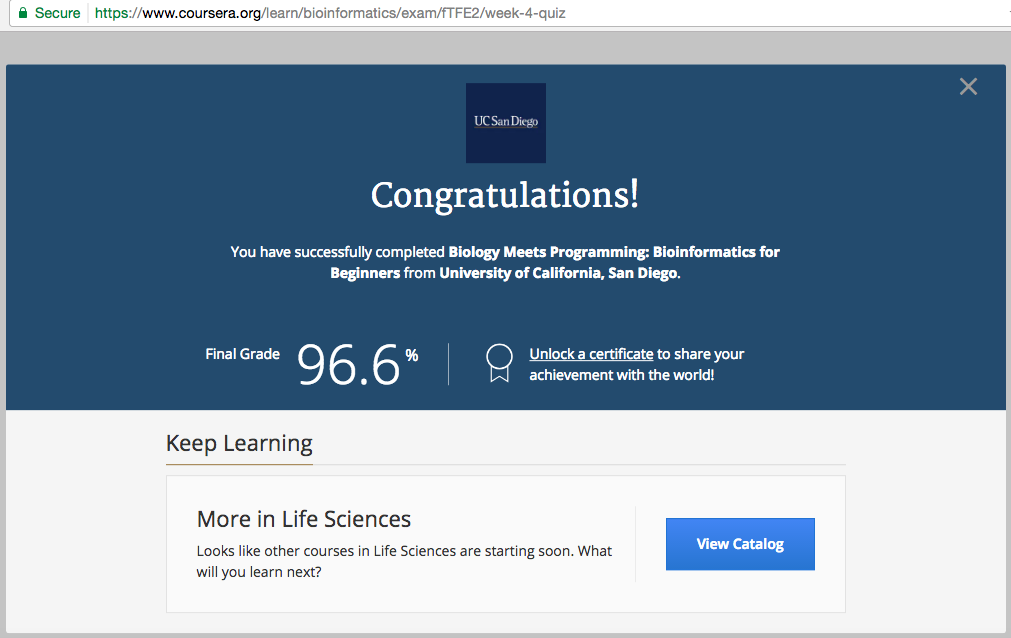 Secure https://www.coursera.org/learn/bioinformatics/exam/fTFE2/week-4-quiz
UC San Diego
Congratulations!
You have successfully completed Biology Meets Programming: Bioinformatics for
Beginners from University of California, San Diego.
Final Grade 96.6%
Unlock a certificate to share your
achievement with the world!
Keep Learning
More in Life Sciences
Looks like other courses in Life Sciences are starting soon. What
will you learn next?
View Catalog